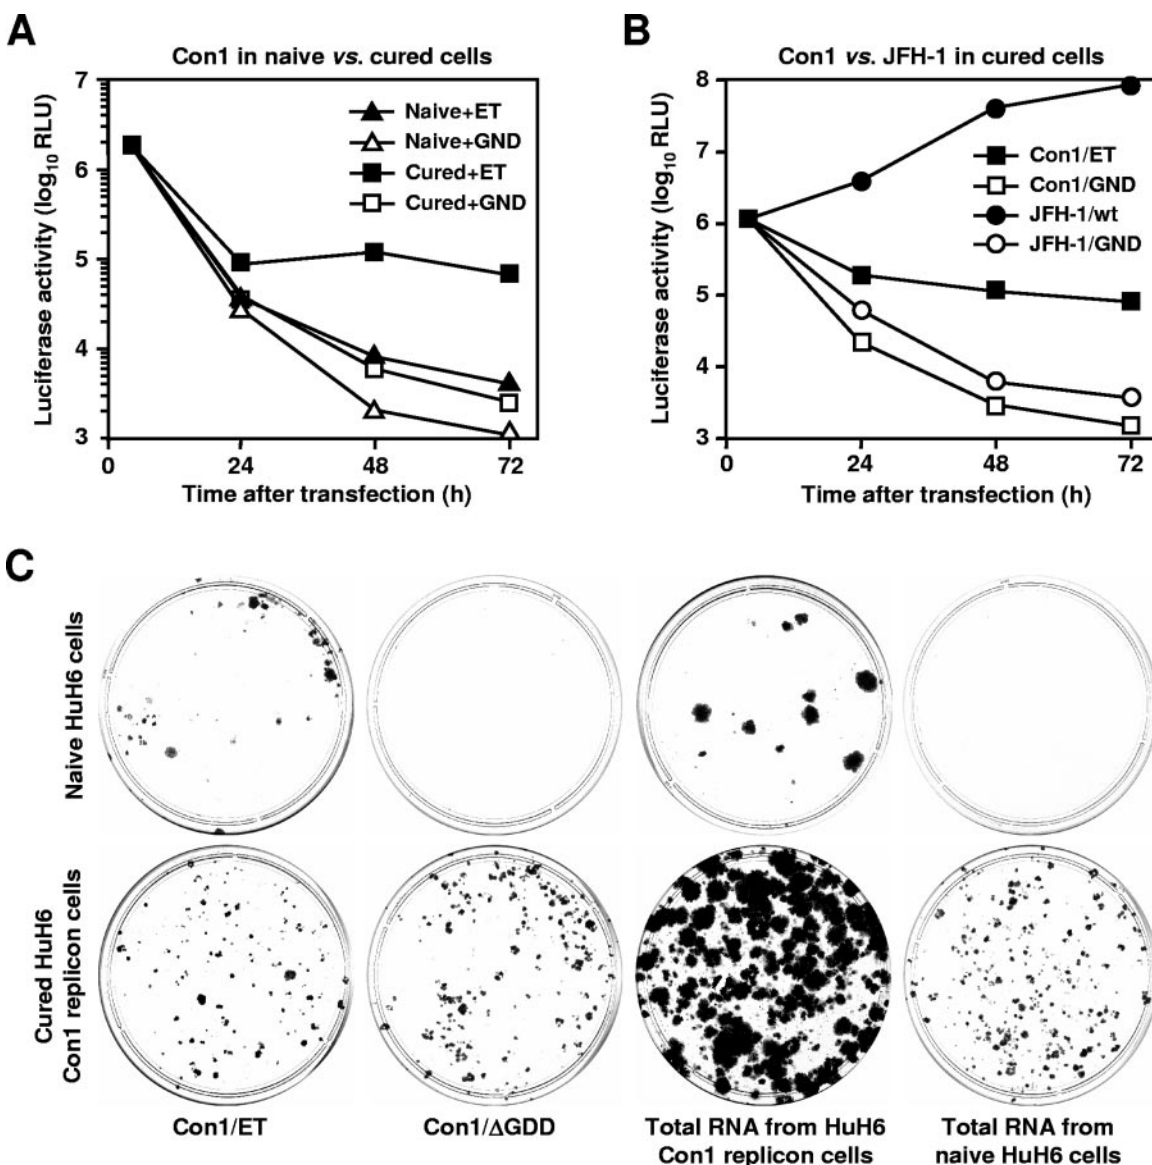 A
Con1 in naive vs. cured cells
7
6
5
4
3
0
24
48
72
Luciferase activity (log10 RLU)
Time after transfection (h)
Naive+ET
Naive+GND
Cured+ET
Cured+GND
B
Con1 vs. JFH-1 in cured cells
8
7
6
5
4
3
0
24
48
72
Luciferase activity (log10 RLU)
Time after transfection (h)
Con1/ET
Con1/GND
JFH-1/wt
JFH-1/GND
C
Naive HuH6 cells
Cured HuH6
Con1 replicon cells
Con1/ET
Con1/ΔGDD
Total RNA from HuH6
Con1 replicon cells
Total RNA from
naive HuH6 cells